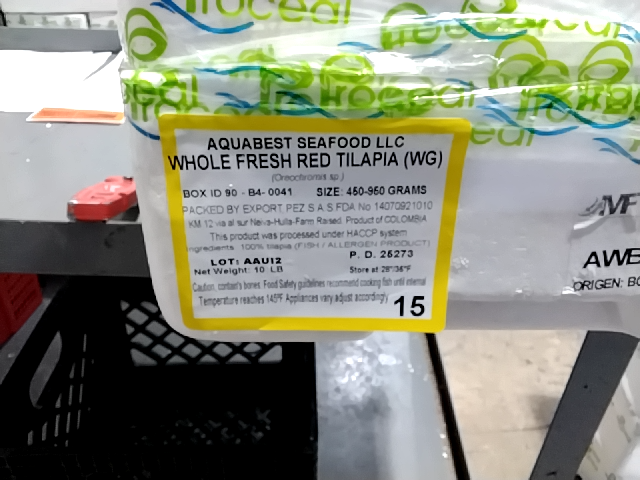 Proceal
AQUABEST SEAFOOD LLC
WHOLE FRESH RED TILAPIA (WG)
(Oreochromis sp.)
BOX ID 90 - B4- 0041 SIZE: 450-950 GRAMS
PACKED BY EXPORT PEZ S.A.S.FDA No 14070921010
KM 12 via al sur Neiva-Huila-Farm Raised. Product of COLOMBIA
This product was processed under HACCP system
Ingredients: 100% tilapia (FISH / ALLERGEN PRODUCT)
LOT: AAU12 P. D. 25273
Net Weight: 10 LB Store at 28°/36°F
Caution, contain's bones. Food Safety guidelines recommend cooking fish until internal
Temperature reaches 145°F Appliances vary adjust accordingly
15
AWB
ORIGEN: BO